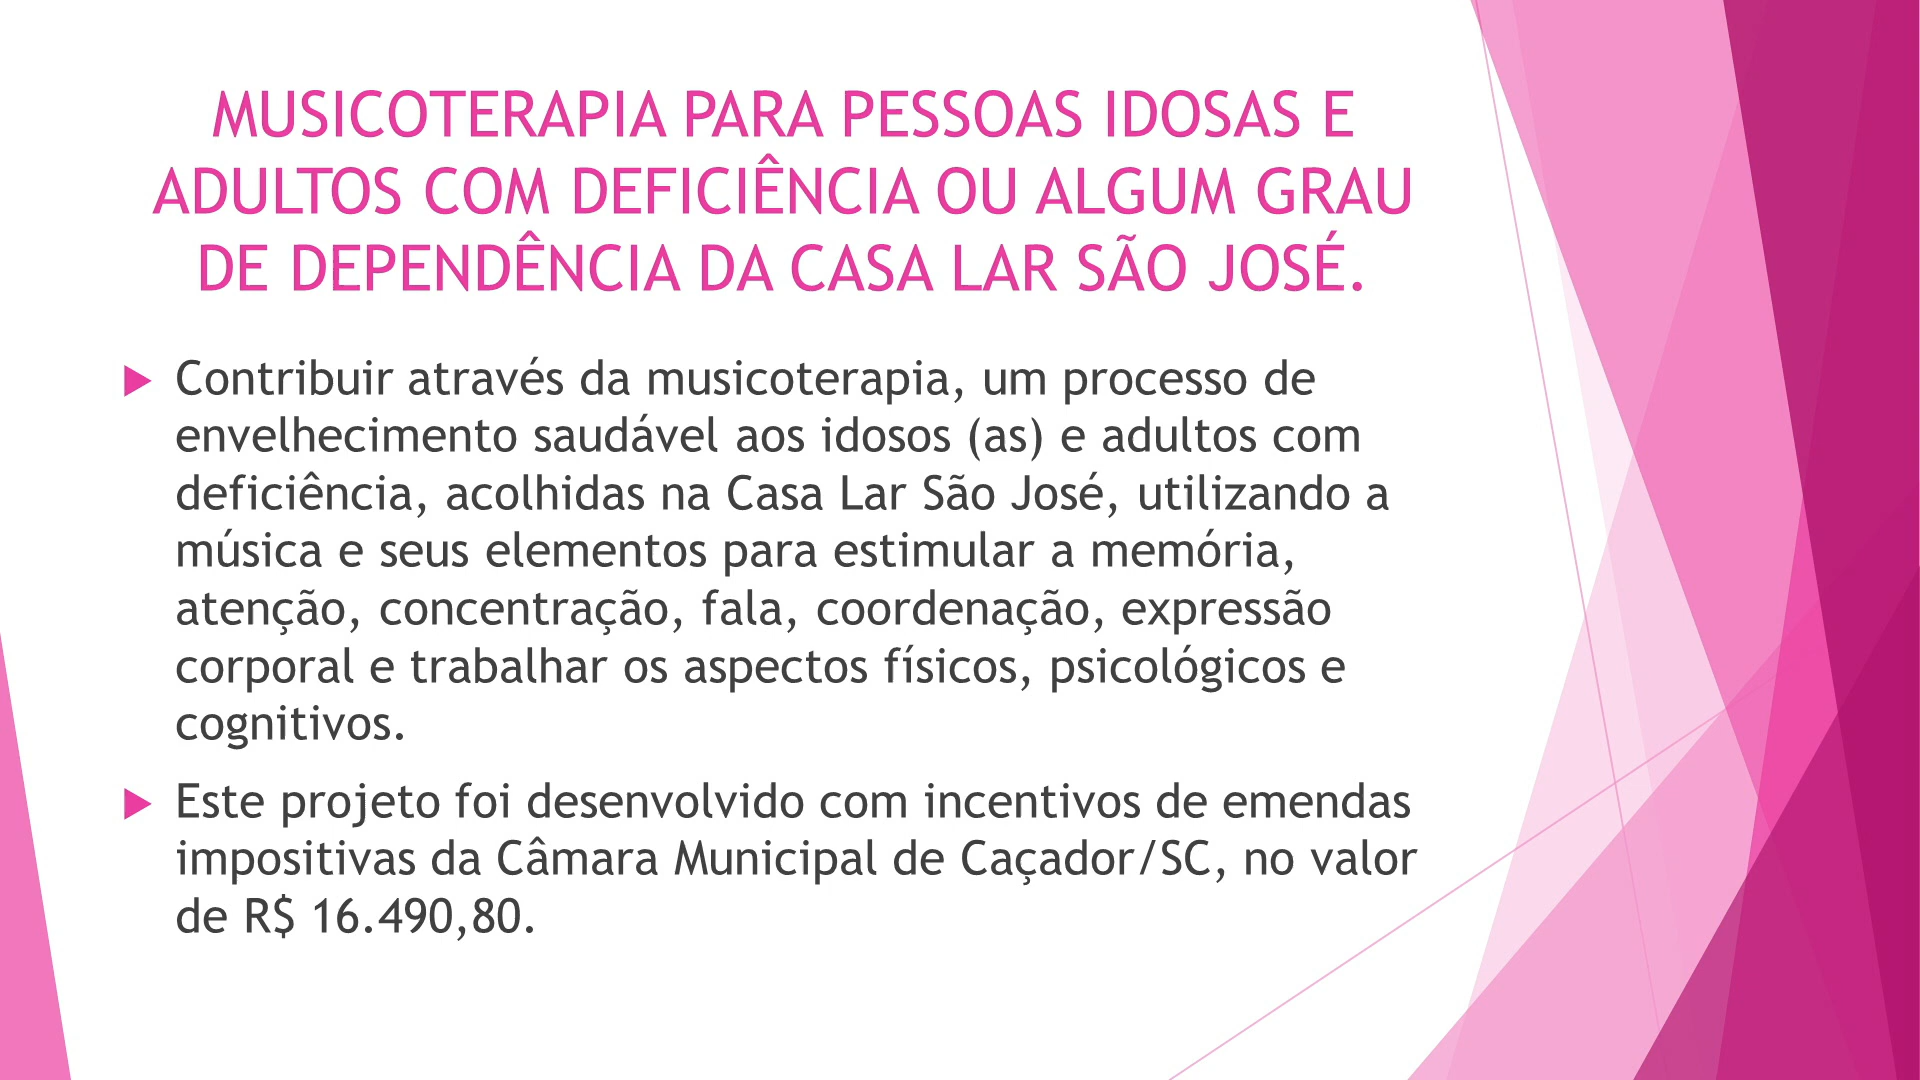 MUSICOTERAPIA PARA PESSOAS IDOSAS E
ADULTOS COM DEFICIÊNCIA OU ALGUM GRAU
DE DEPENDÊNCIA DA CASA LAR SÃO JOSÉ.
Contribuir através da musicoterapia, um processo de
envelhecimento saudável aos idosos (as) e adultos com
deficiência, acolhidas na Casa Lar São José, utilizando a
música e seus elementos para estimular a memória,
atenção, concentração, fala, coordenação, expressão
corporal e trabalhar os aspectos físicos, psicológicos e
cognitivos.
Este projeto foi desenvolvido com incentivos de emendas
impositivas da Câmara Municipal de Caçador/SC, no valor
de R$ 16.490,80.